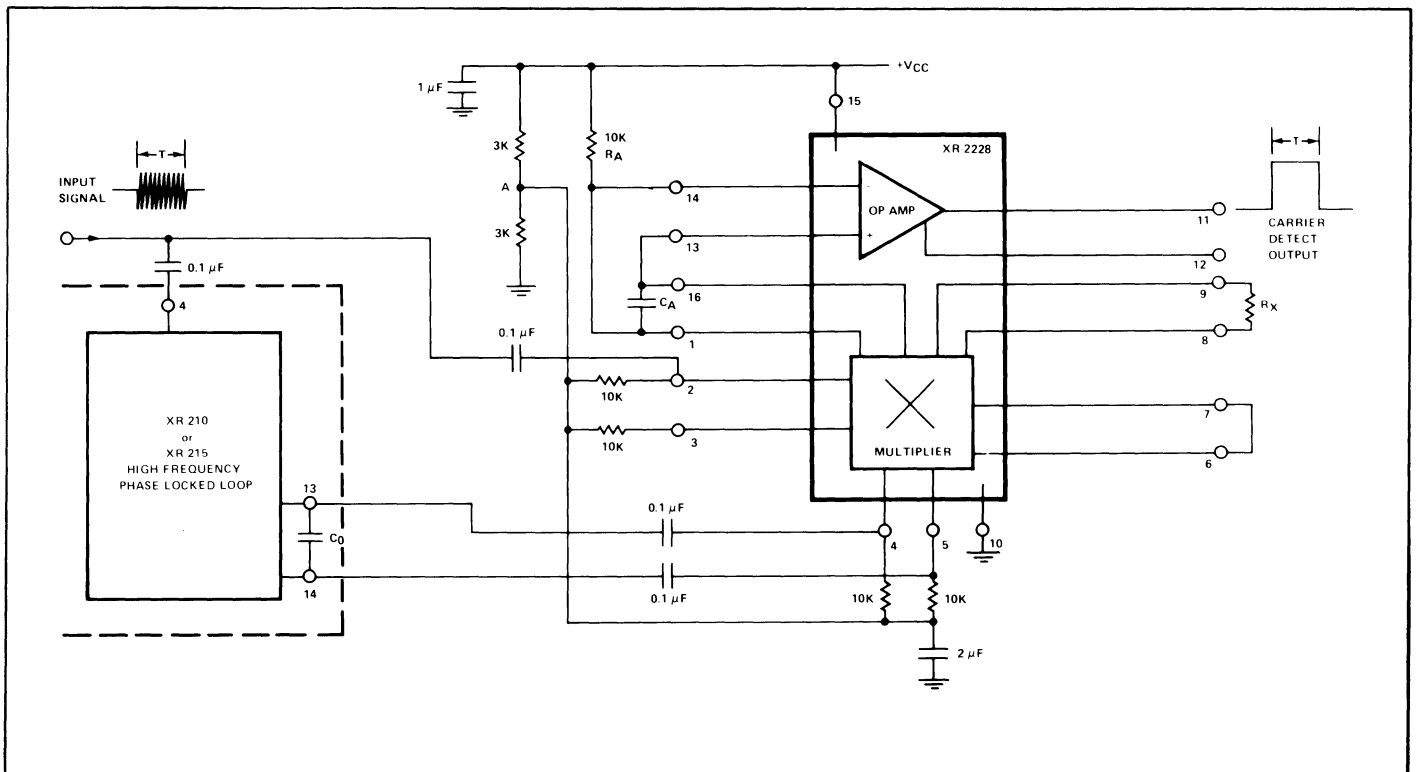 +VCC
1 µF
15
3K
10K
RA
XR-2228
T
T
INPUT
SIGNAL
A
14
OP AMP
-
+
11
CARRIER
DETECT
OUTPUT
3K
13
12
0.1 µF
16
9
CA
RX
4
0.1 µF
1
8
2
10K
7
XR 210
or
XR 215
HIGH FREQUENCY
PHASE LOCKED LOOP
3
10K
MULTIPLIER
6
13
0.1 µF
C0
4
5
10
14
0.1 µF
10K
10K
2 µF